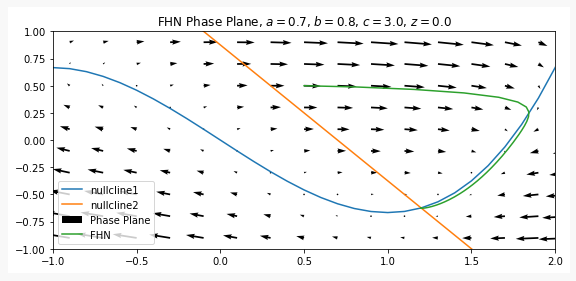 FHN Phase Plane, a = 0.7, b = 0.8, c = 3.0, z = 0.0
1.00
0.75
0.50
0.25
0.00
−0.25
−0.50
−0.75
−1.00
nullcline1
nullcline2
Phase Plane
FHN
−1.0 −0.5 0.0 0.5 1.0 1.5 2.0